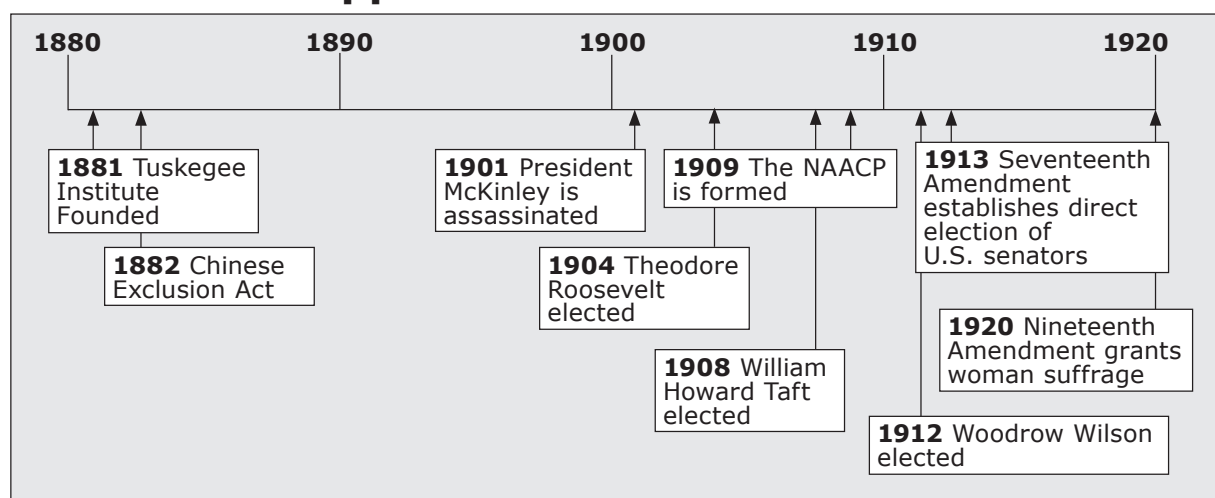 1880
1890
1900
1910
1920
1881 Tuskegee
Institute
Founded
1882 Chinese
Exclusion Act
1901 President
McKinley is
assassinated
1904 Theodore
Roosevelt
elected
1909 The NAACP
is formed
1908 William
Howard Taft
elected
1913 Seventeenth
Amendment
establishes direct
election of
U.S. senators
1920 Nineteenth
Amendment grants
woman suffrage
1912 Woodrow Wilson
elected